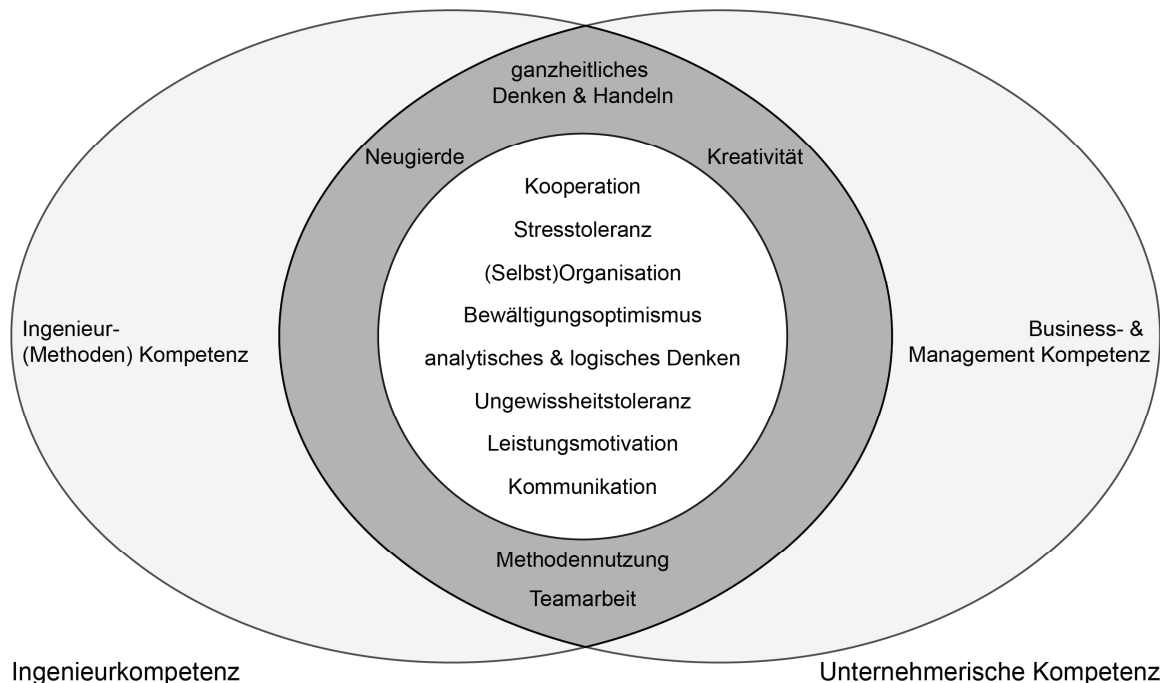 ganzheitliches
Denken & Handeln
Neugierde
Kreativität
Kooperation
Stresstoleranz
(Selbst)Organisation
Bewältigungsoptimismus
analytisches & logisches Denken
Ungewissheitstoleranz
Leistungsmotivation
Kommunikation
Ingenieur-
(Methoden) Kompetenz
Business- &
Management Kompetenz
Methodennutzung
Teamarbeit
Ingenieurkompetenz
Unternehmerische Kompetenz